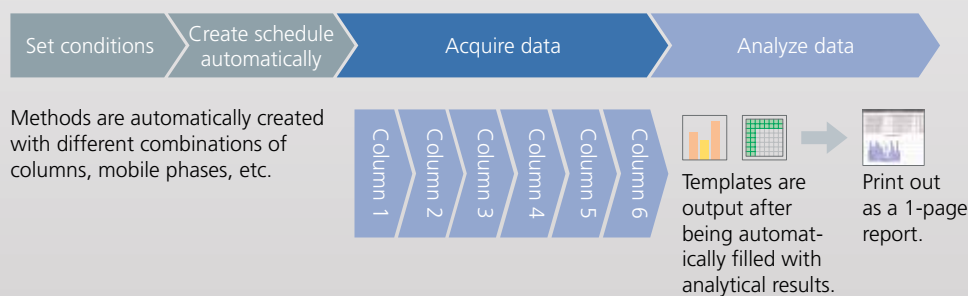 Set conditions
Create schedule
automatically
Acquire data
Analyze data
Methods are automatically created
with different combinations of
columns, mobile phases, etc.
Column 1
Column 2
Column 3
Column 4
Column 5
Column 6
Templates are
output after
being automat-
ically filled with
analytical results.
Print out
as a 1-page
report.